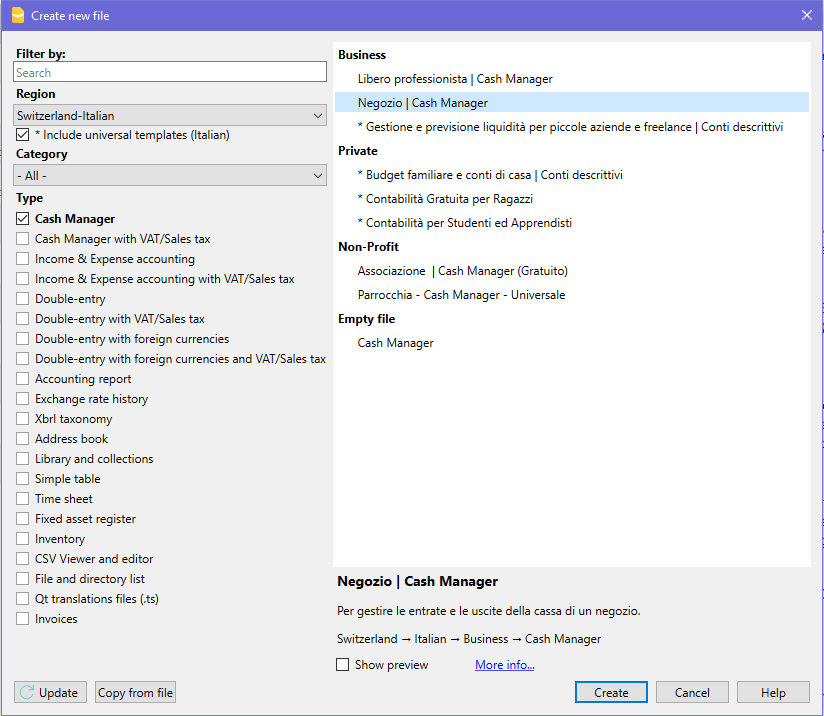 Create new file
Filter by:
Search
Region
Switzerland-Italian
* Include universal templates (Italian)
Category
- All -
Type
Cash Manager
Cash Manager with VAT/Sales tax
Income & Expense accounting
Income & Expense accounting with VAT/Sales tax
Double-entry
Double-entry with VAT/Sales tax
Double-entry with foreign currencies
Double-entry with foreign currencies and VAT/Sales tax
Accounting report
Exchange rate history
Xbrl taxonomy
Address book
Library and collections
Simple table
Time sheet
Fixed asset register
Inventory
CSV Viewer and editor
File and directory list
Qt translations files (.ts)
Invoices
Update
Copy from file
Business
Libero professionista | Cash Manager
Negozio | Cash Manager
* Gestione e previsione liquidità per piccole aziende e freelance | Conti descrittivi
Private
* Budget familiare e conti di casa | Conti descrittivi
* Contabilità Gratuita per Ragazzi
* Contabilità per Studenti ed Apprendisti
Non-Profit
Associazione  | Cash Manager (Gratuito)
Parrocchia - Cash Manager - Universale
Empty file
Cash Manager
Negozio | Cash Manager
Per gestire le entrate e le uscite della cassa di un negozio.
Switzerland → Italian → Business → Cash Manager
Show preview
More info...
Create
Cancel
Help